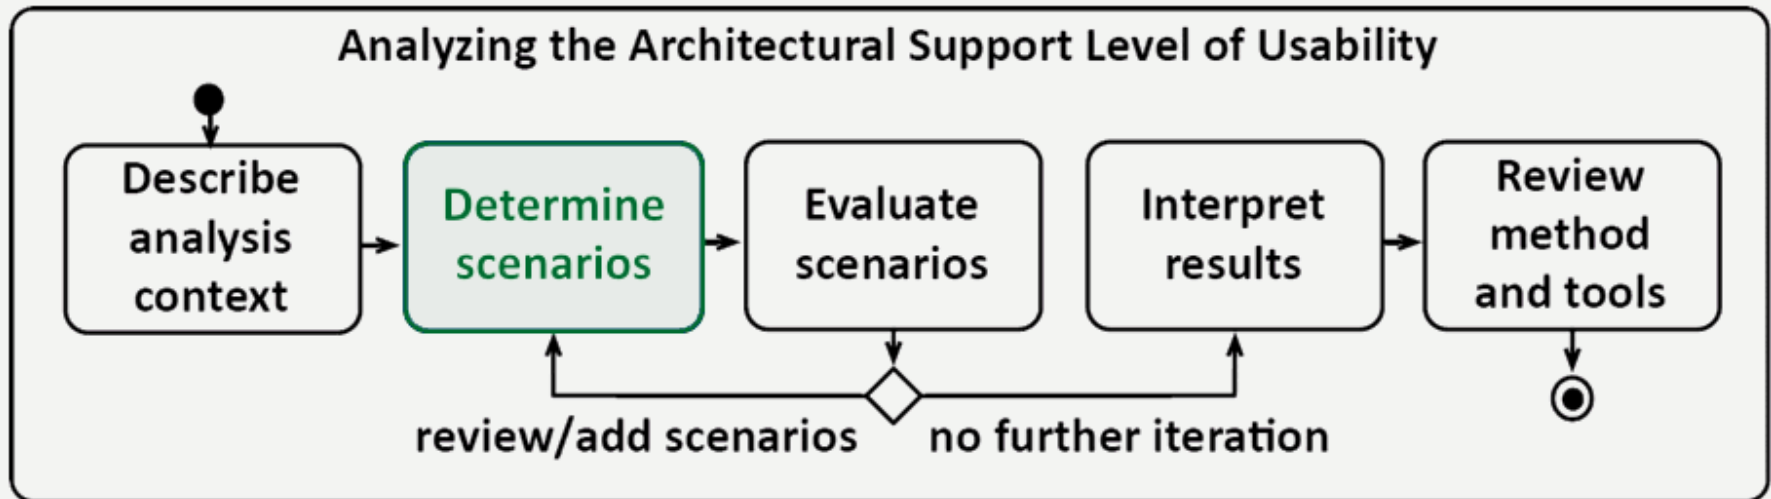 Analyzing the Architectural Support Level of Usability
Describe
analysis
context
Determine
scenarios
Evaluate
scenarios
Interpret
results
Review
method
and tools
review/add scenarios
no further iteration